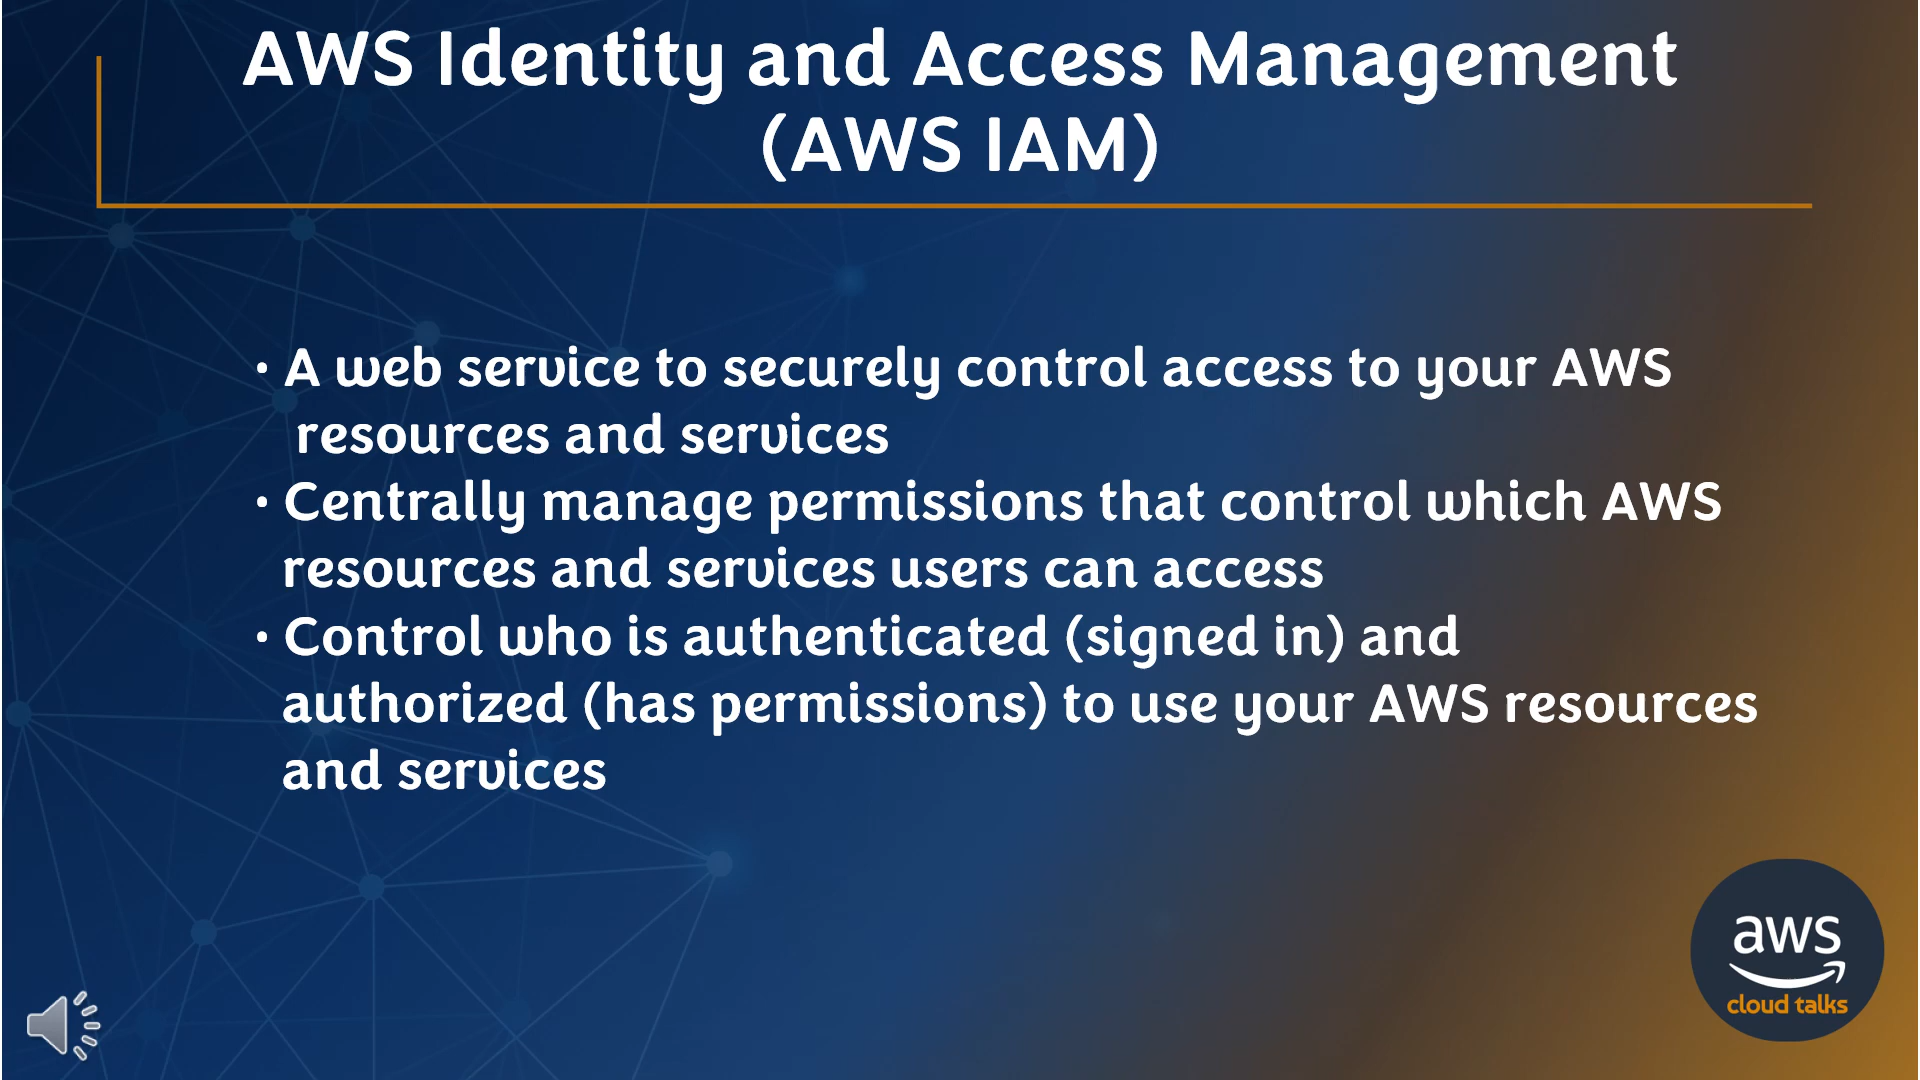 AWS Identity and Access Management
(AWS IAM)
• A web service to securely control access to your AWS
resources and services
• Centrally manage permissions that control which AWS
resources and services users can access
• Control who is authenticated (signed in) and
authorized (has permissions) to use your AWS resources
and services
aws
cloud talks